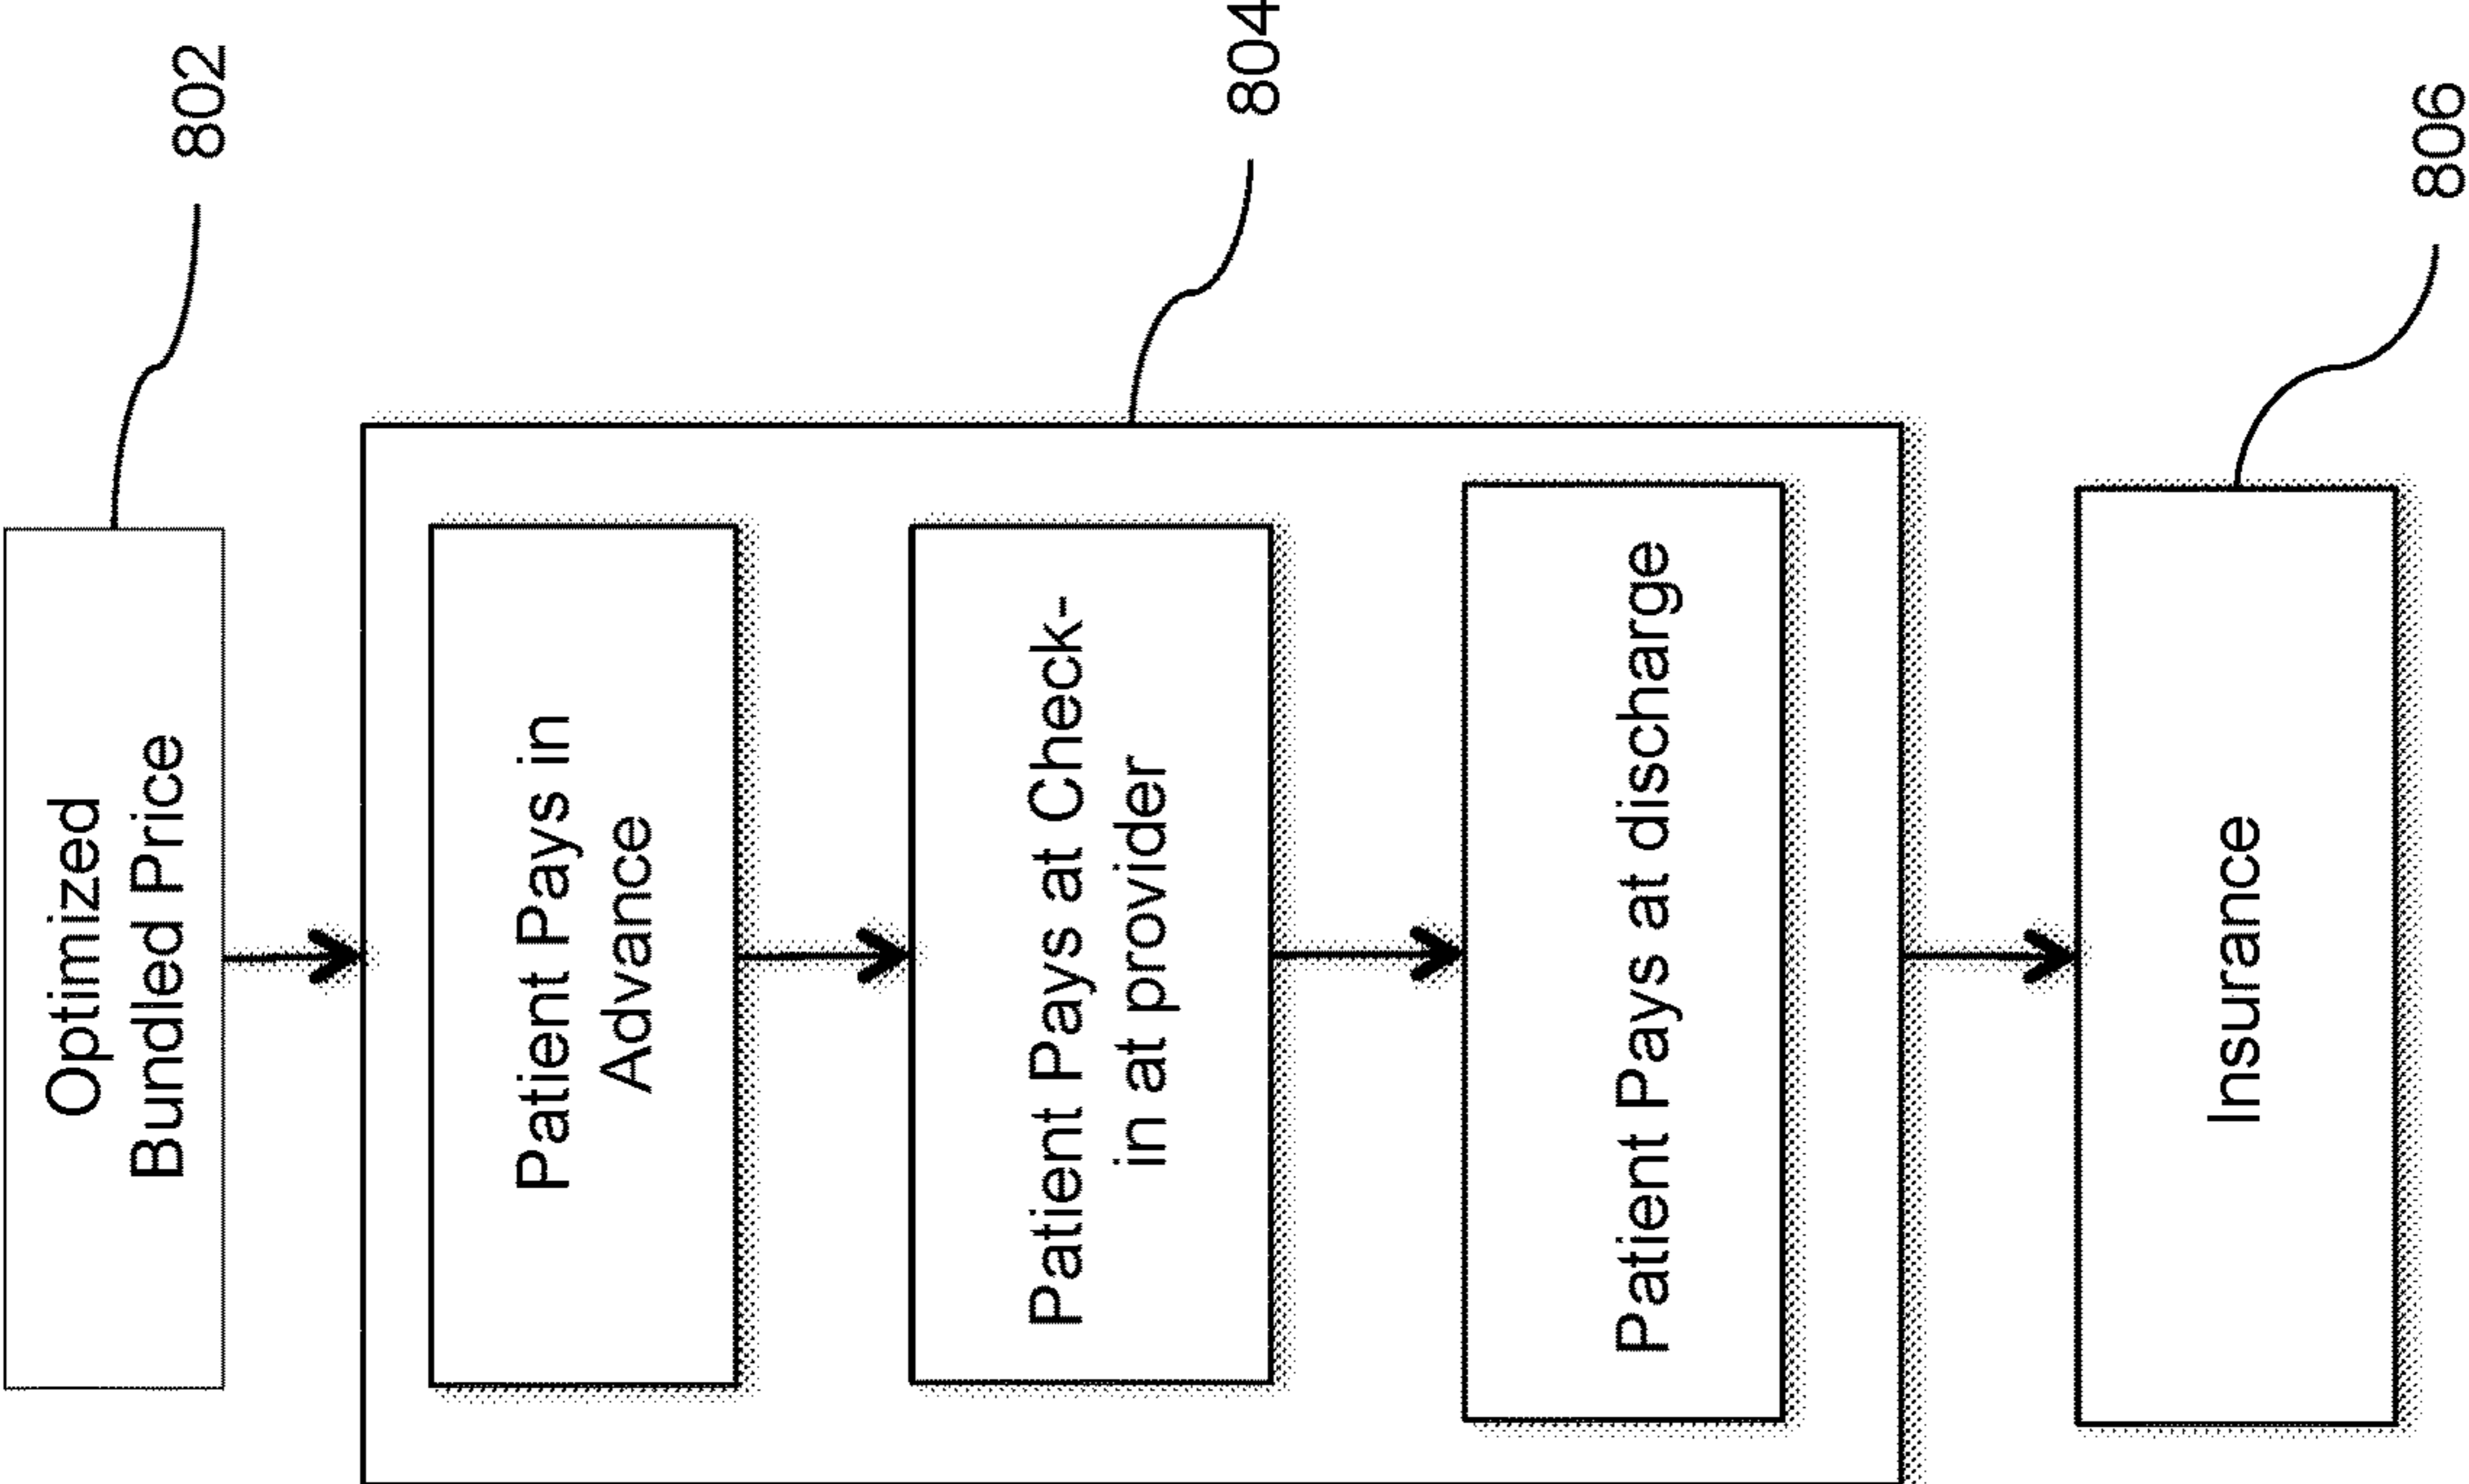 Optimized
Bundled Price
802
Patient Pays in
Advance
Patient Pays at Check-
in at provider
Patient Pays at discharge
804
Insurance
806